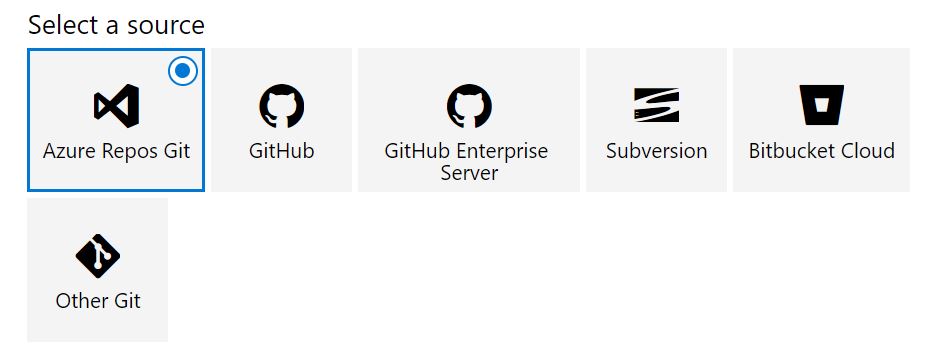 Select a source
Azure Repos Git
GitHub
GitHub Enterprise
Server
Subversion
Bitbucket Cloud
Other Git